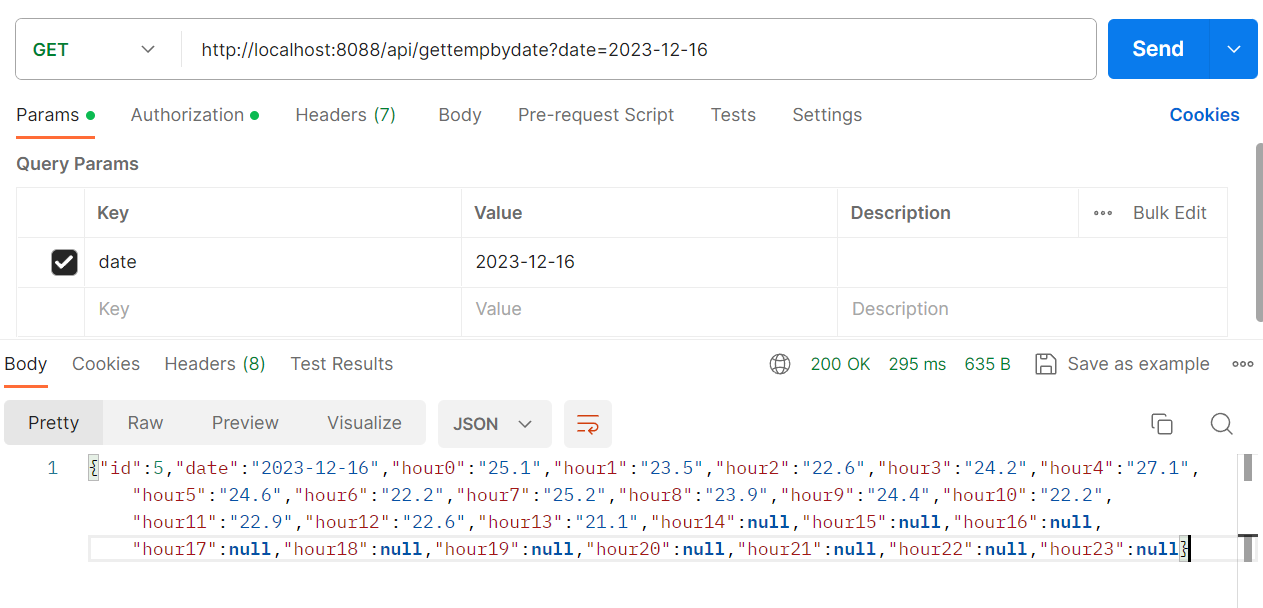 GET http://localhost:8088/api/gettempbydate?date=2023-12-16 Send
Params Authorization Headers (7) Body Pre-request Script Tests Settings Cookies
Query Params
Key Value Description Bulk Edit
date 2023-12-16
Key Value Description
Body Cookies Headers (8) Test Results 200 OK 295 ms 635 B Save as example
Pretty Raw Preview Visualize JSON
1 {"id":5,"date":"2023-12-16","hour0":"25.1","hour1":"23.5","hour2":"22.6","hour3":"24.2","hour4":"27.1",
"hour5":"24.6","hour6":"22.2","hour7":"25.2","hour8":"23.9","hour9":"24.4","hour10":"22.2",
"hour11":"22.9","hour12":"22.6","hour13":"21.1","hour14":null,"hour15":null,"hour16":null,
"hour17":null,"hour18":null,"hour19":null,"hour20":null,"hour21":null,"hour22":null,"hour23":null}